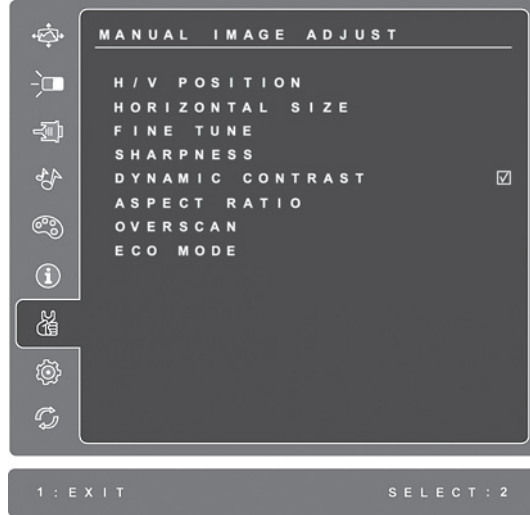 MANUAL IMAGE ADJUST
H/V POSITION
HORIZONTAL SIZE
FINE TUNE
SHARPNESS
DYNAMIC CONTRAST
ASPECT RATIO
OVERSCAN
ECO MODE
1:EXIT SELECT:2